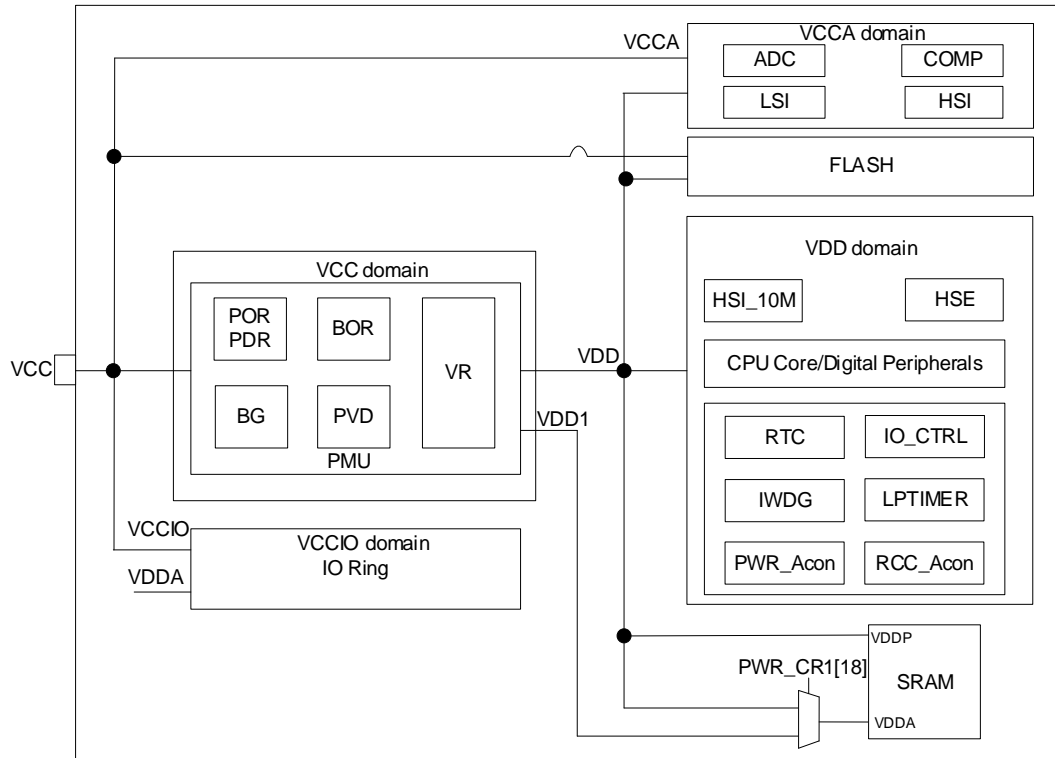 VCCA domain
VCCA
ADC
COMP
LSI
HSI
FLASH
VCC domain
POR
PDR
BOR
VR
BG
PVD
PMU
VCC
VDD
VDD1
VDD domain
HSI_10M
HSE
CPU Core/Digital Peripherals
RTC
IO_CTRL
IWDG
LPTIMER
PWR_Acon
RCC_Acon
VCCIO
VCCIO domain
IO Ring
VDDA
VDDP
PWR_CR1[18]
SRAM
VDDA